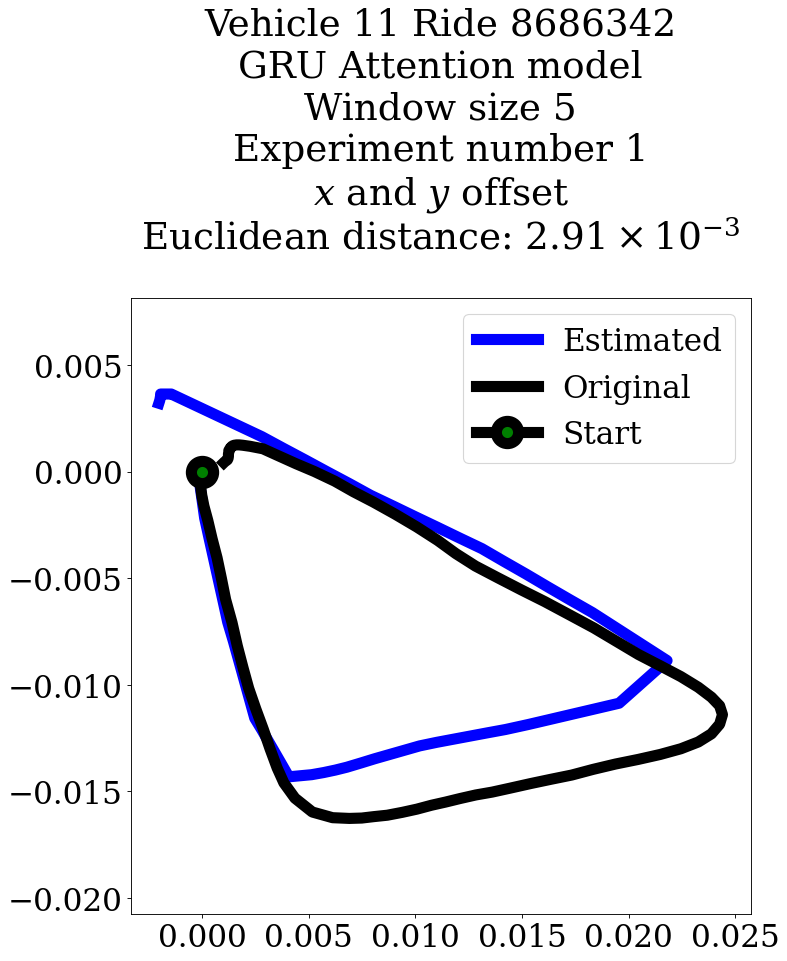 Vehicle 11 Ride 8686342
GRU Attention model
Window size 5
Experiment number 1
x and y offset
Euclidean distance: 2.91 × 10⁻³
Estimated
Original
Start
0.005
0.000
−0.005
−0.010
−0.015
−0.020
0.000 0.005 0.010 0.015 0.020 0.025